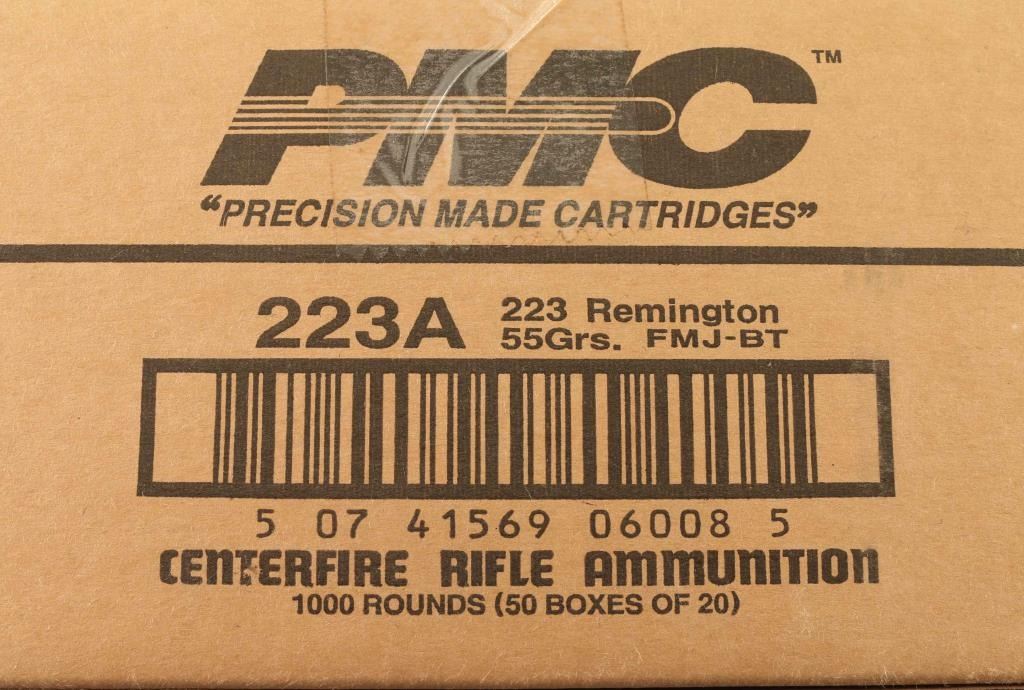 PMC™
"PRECISION MADE CARTRIDGES"
223A
223 Remington
55Grs. FMJ-BT
5 07 41569 06008 5
CENTERFIRE RIFLE AMMUNITION
1000 ROUNDS (50 BOXES OF 20)